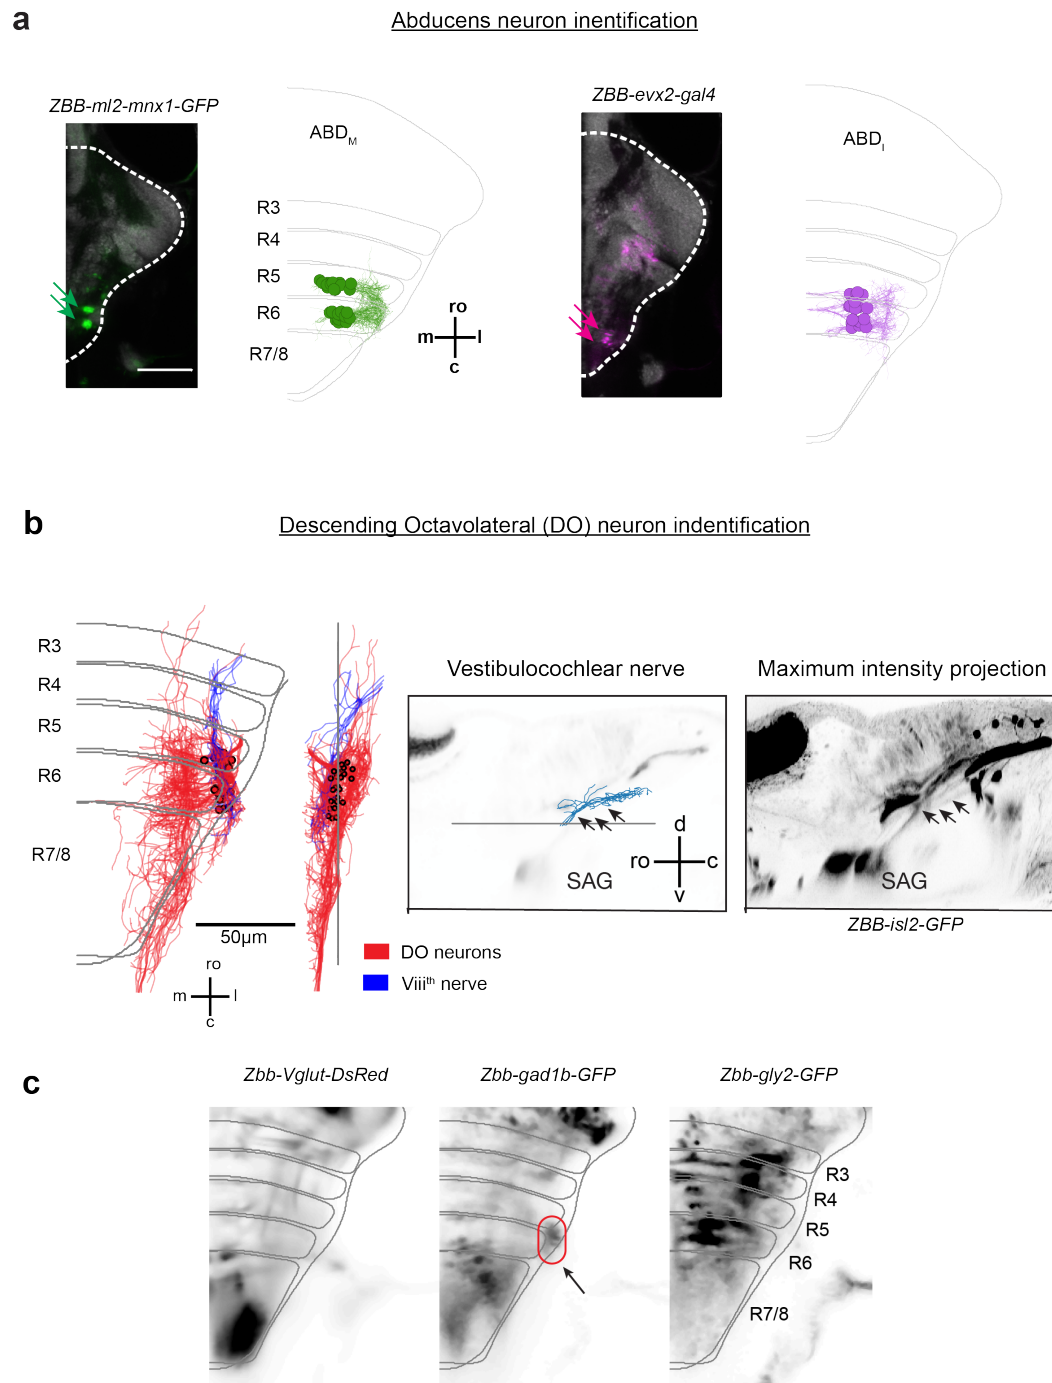 a
Abducens neuron inentification
ZBB-ml2-mnx1-GFP
ABDM
R3
R4
R5
R6
R7/8
ro
m l
c
ZBB-evx2-gal4
ABDI
b
Descending Octavolateral (DO) neuron indentification
R3
R4
R5
R6
R7/8
50µm
ro
m l
c
DO neurons
Viiith nerve
Vestibulocochlear nerve
SAG
d
ro c
v
Maximum intensity projection
SAG
ZBB-isl2-GFP
c
Zbb-Vglut-DsRed
Zbb-gad1b-GFP
Zbb-gly2-GFP
R3
R4
R5
R6
R7/8